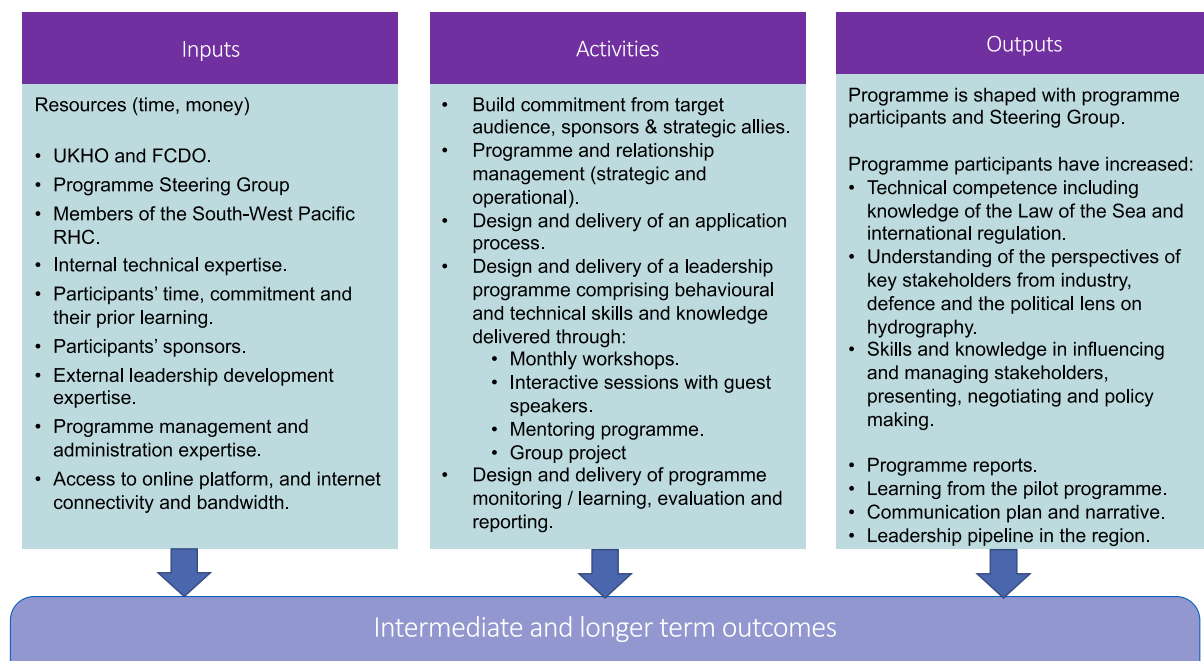 Inputs
Resources (time, money)
• UKHO and FCDO.
• Programme Steering Group
• Members of the South-West Pacific
RHC.
• Internal technical expertise.
• Participants' time, commitment and
their prior learning.
• Participants' sponsors.
• External leadership development
expertise.
• Programme management and
administration expertise.
• Access to online platform, and internet
connectivity and bandwidth.
Activities
• Build commitment from target
audience, sponsors & strategic allies.
• Programme and relationship
management (strategic and
operational).
• Design and delivery of an application
process.
• Design and delivery of a leadership
programme comprising behavioural
and technical skills and knowledge
delivered through:
• Monthly workshops.
• Interactive sessions with guest
speakers.
• Mentoring programme.
• Group project
• Design and delivery of programme
monitoring / learning, evaluation and
reporting.
Outputs
Programme is shaped with programme
participants and Steering Group.
Programme participants have increased:
• Technical competence including
knowledge of the Law of the Sea and
international regulation.
• Understanding of the perspectives of
key stakeholders from industry,
defence and the political lens on
hydrography.
• Skills and knowledge in influencing
and managing stakeholders,
presenting, negotiating and policy
making.
• Programme reports.
• Learning from the pilot programme.
• Communication plan and narrative.
• Leadership pipeline in the region.
Intermediate and longer term outcomes